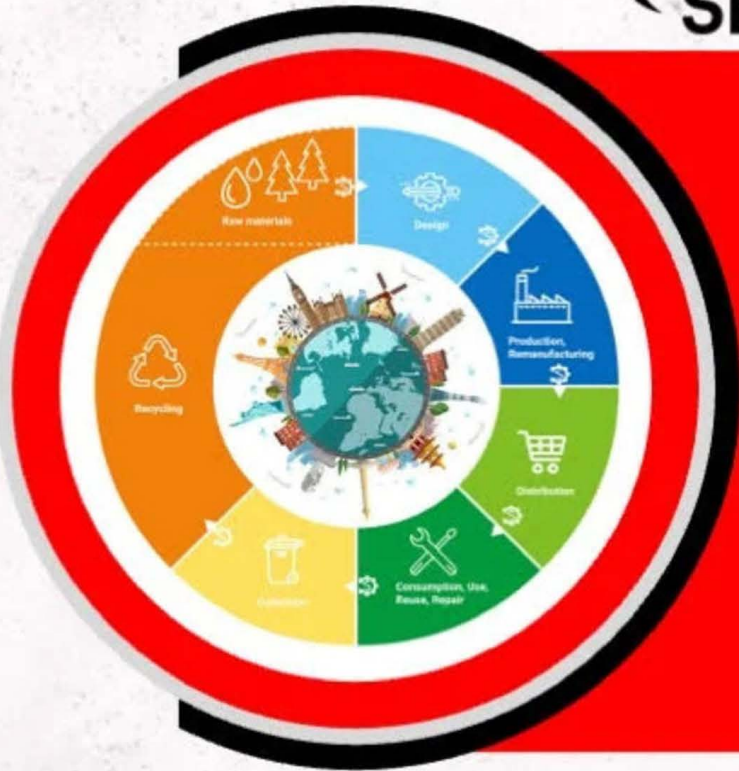 Raw materials
Design
Production,
Remanufacturing
Distribution
Consumption, Use,
Reuse, Repair
Recycling